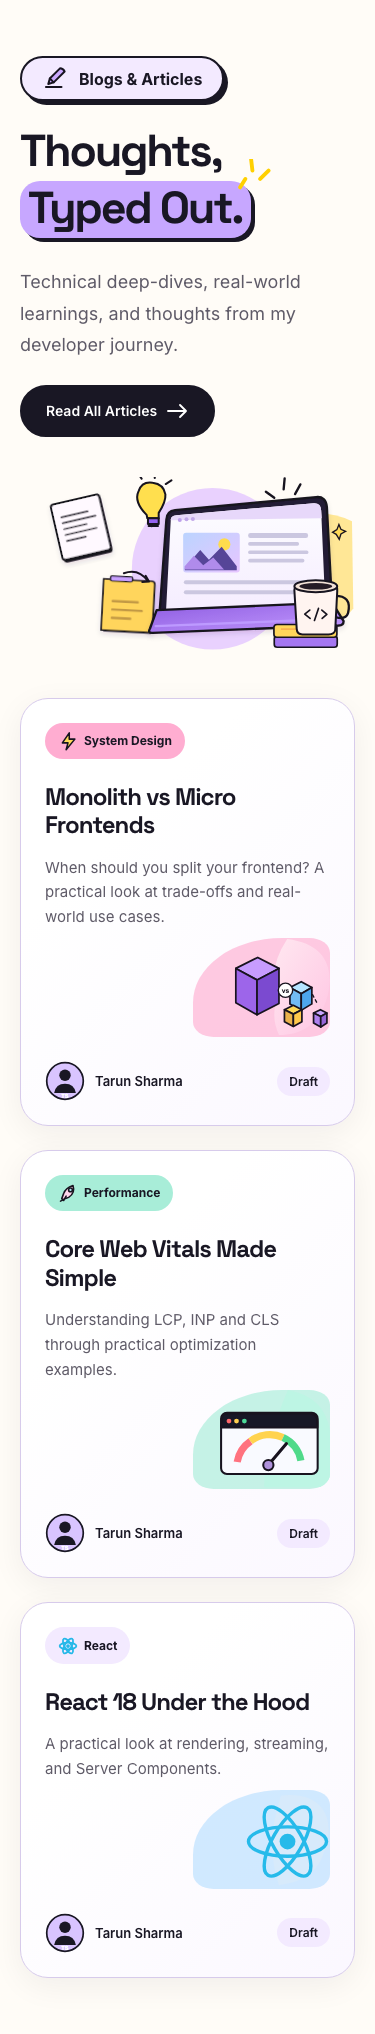 Blogs & Articles
Thoughts,
Typed Out.
Technical deep-dives, real-world
learnings, and thoughts from my
developer journey.
Read All Articles
</>
System Design
Monolith vs Micro
Frontends
When should you split your frontend? A
practical look at trade-offs and real-
world use cases.
VS
Tarun Sharma
Draft
Performance
Core Web Vitals Made
Simple
Understanding LCP, INP and CLS
through practical optimization
examples.
Tarun Sharma
Draft
React
React 18 Under the Hood
A practical look at rendering, streaming,
and Server Components.
Tarun Sharma
Draft